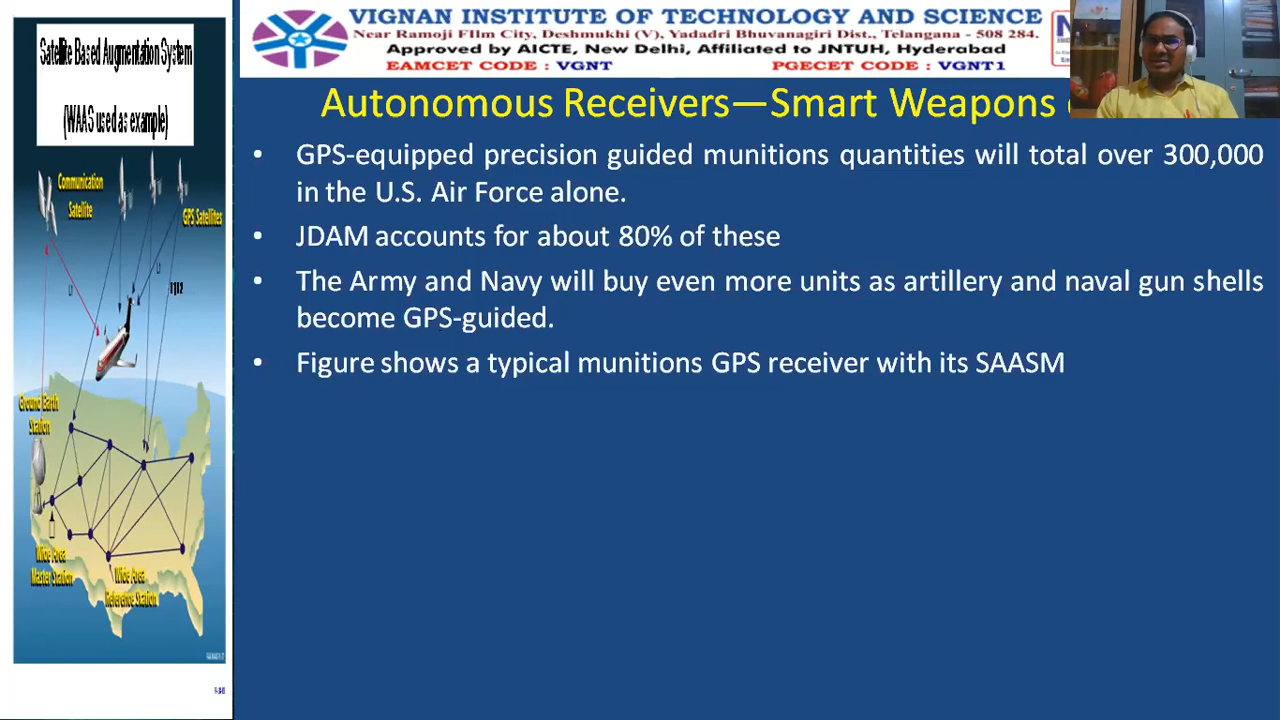 Satellite Based Augmentation System
(WAAS used as example)
Communication
Satellite
GPS Satellites
L1
L1
Ground Earth
Station
Wide Area
Master Station
Wide Area
Reference Station
VIGNAN INSTITUTE OF TECHNOLOGY AND SCIENCE
Near Ramoji Film City, Deshmukhi (V), Yadadri Bhuvanagiri Dist., Telangana - 508 284.
Approved by AICTE, New Delhi, Affiliated to JNTUH, Hyderabad
EAMCET CODE : VGNT PGECET CODE : VGNT1
Autonomous Receivers—Smart Weapons
• GPS-equipped precision guided munitions quantities will total over 300,000
in the U.S. Air Force alone.
• JDAM accounts for about 80% of these
• The Army and Navy will buy even more units as artillery and naval gun shells
become GPS-guided.
• Figure shows a typical munitions GPS receiver with its SAASM